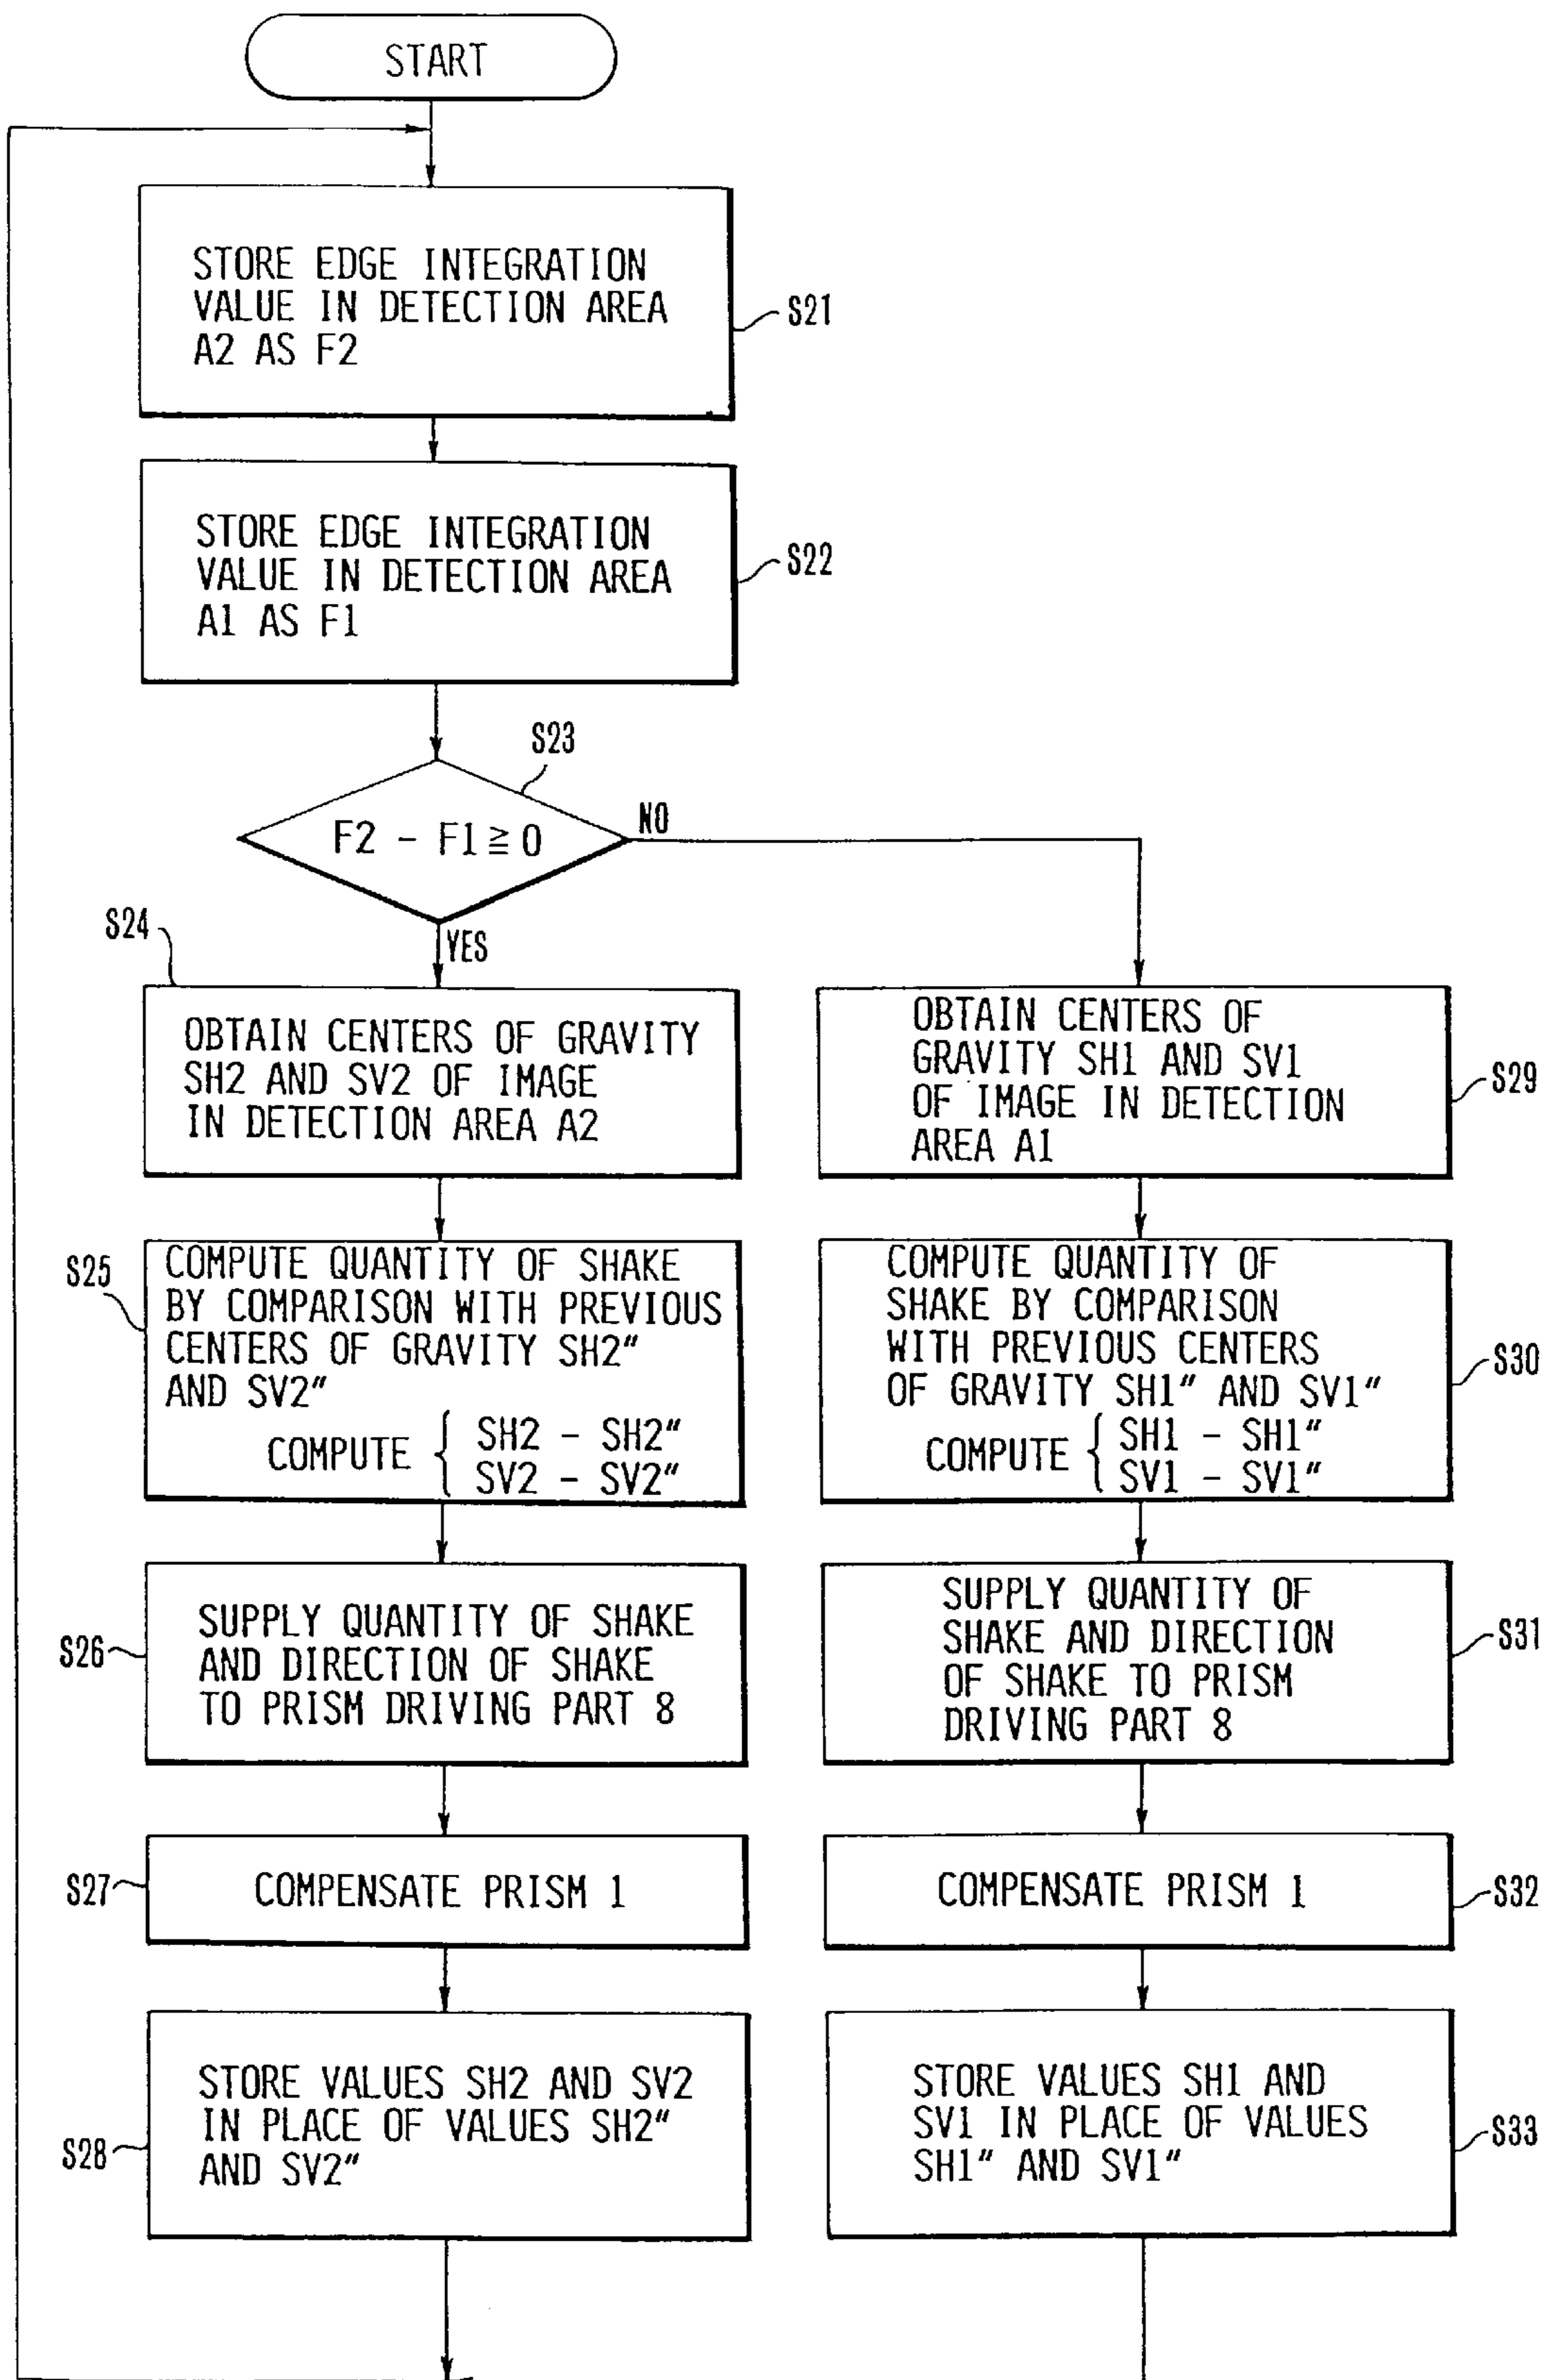 START
STORE EDGE INTEGRATION
VALUE IN DETECTION AREA
A2 AS F2
S21
STORE EDGE INTEGRATION
VALUE IN DETECTION AREA
A1 AS F1
S22
S23
F2 - F1 ≧ 0
NO
YES
S24
OBTAIN CENTERS OF GRAVITY
SH2 AND SV2 OF IMAGE
IN DETECTION AREA A2
OBTAIN CENTERS OF
GRAVITY SH1 AND SV1
OF IMAGE IN DETECTION
AREA A1
S29
S25
COMPUTE QUANTITY OF SHAKE
BY COMPARISON WITH PREVIOUS
CENTERS OF GRAVITY SH2"
AND SV2"
COMPUTE { SH2 - SH2"
SV2 - SV2"
COMPUTE QUANTITY OF
SHAKE BY COMPARISON
WITH PREVIOUS CENTERS
OF GRAVITY SH1" AND SV1"
COMPUTE { SH1 - SH1"
SV1 - SV1"
S30
S26
SUPPLY QUANTITY OF SHAKE
AND DIRECTION OF SHAKE
TO PRISM DRIVING PART 8
SUPPLY QUANTITY OF
SHAKE AND DIRECTION
OF SHAKE TO PRISM
DRIVING PART 8
S31
S27
COMPENSATE PRISM 1
COMPENSATE PRISM 1
S32
S28
STORE VALUES SH2 AND SV2
IN PLACE OF VALUES SH2"
AND SV2"
STORE VALUES SH1 AND
SV1 IN PLACE OF VALUES
SH1" AND SV1"
S33